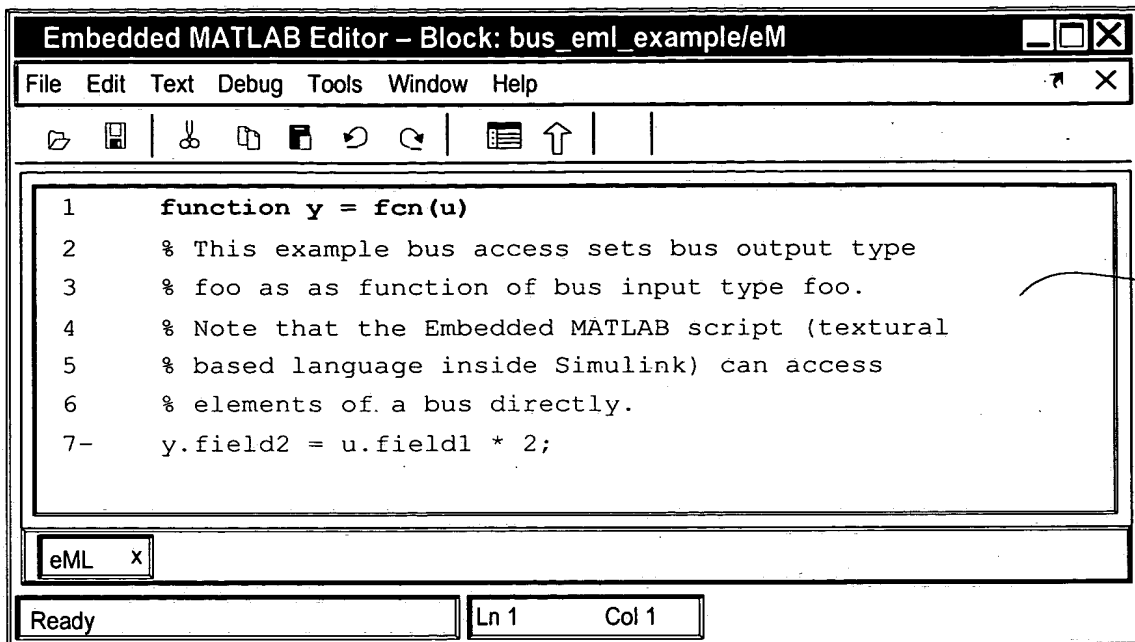 Embedded MATLAB Editor – Block: bus_eml_example/eM
File Edit Text Debug Tools Window Help
1 function y = fcn(u)
2 % This example bus access sets bus output type
3 % foo as as function of bus input type foo.
4 % Note that the Embedded MATLAB script (textural
5 % based language inside Simulink) can access
6 % elements of a bus directly.
7– y.field2 = u.field1 * 2;
eML x
Ready Ln 1 Col 1